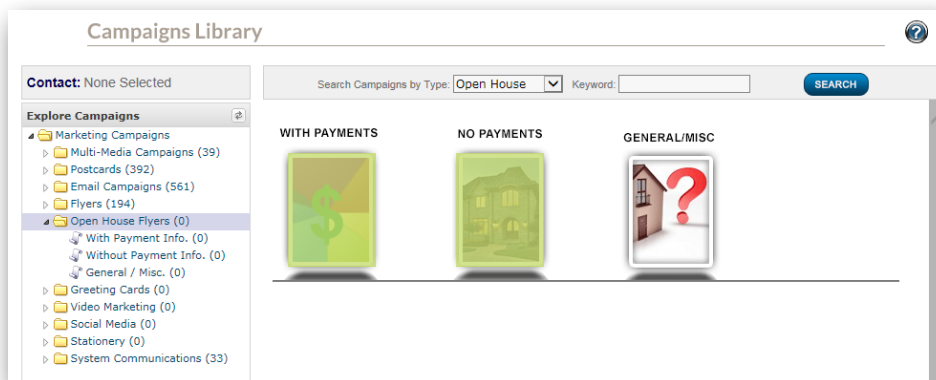 Campaigns Library
?
Contact: None Selected
Search Campaigns by Type: Open House Keyword: SEARCH
Explore Campaigns
Marketing Campaigns
Multi-Media Campaigns (39)
Postcards (392)
Email Campaigns (561)
Flyers (194)
Open House Flyers (0)
With Payment Info. (0)
Without Payment Info. (0)
General / Misc. (0)
Greeting Cards (0)
Video Marketing (0)
Social Media (0)
Stationery (0)
System Communications (33)
WITH PAYMENTS
NO PAYMENTS
GENERAL/MISC
$
?